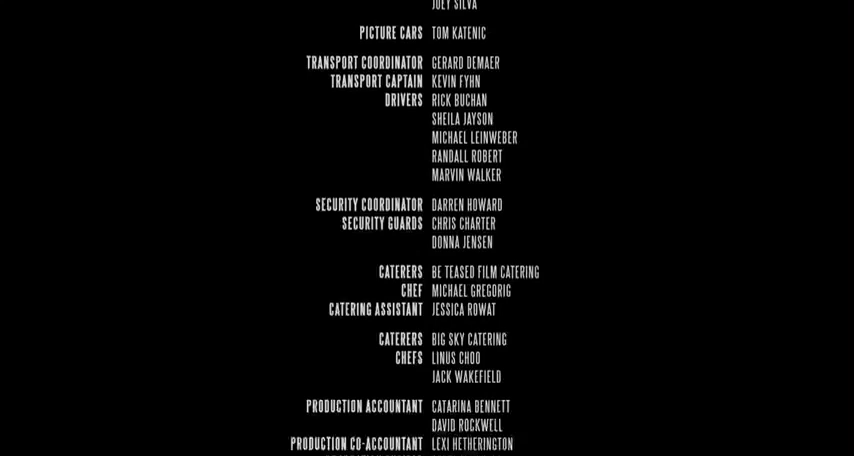 JOEY SILVA
PICTURE CARS TOM KATENIC
TRANSPORT COORDINATOR GERARD DEMAER
TRANSPORT CAPTAIN KEVIN FYHN
DRIVERS RICK BUCHAN
SHEILA JAYSON
MICHAEL LEINWEBER
RANDALL ROBERT
MARVIN WALKER
SECURITY COORDINATOR DARREN HOWARD
SECURITY GUARDS CHRIS CHARTER
DONNA JENSEN
CATERERS BE TEASED FILM CATERING
CHEF MICHAEL GREGORIG
CATERING ASSISTANT JESSICA ROWAT
CATERERS BIG SKY CATERING
CHEFS LINUS CHOO
JACK WAKEFIELD
PRODUCTION ACCOUNTANT CATARINA BENNETT
DAVID ROCKWELL
PRODUCTION CO-ACCOUNTANT LEXI HETHERINGTON